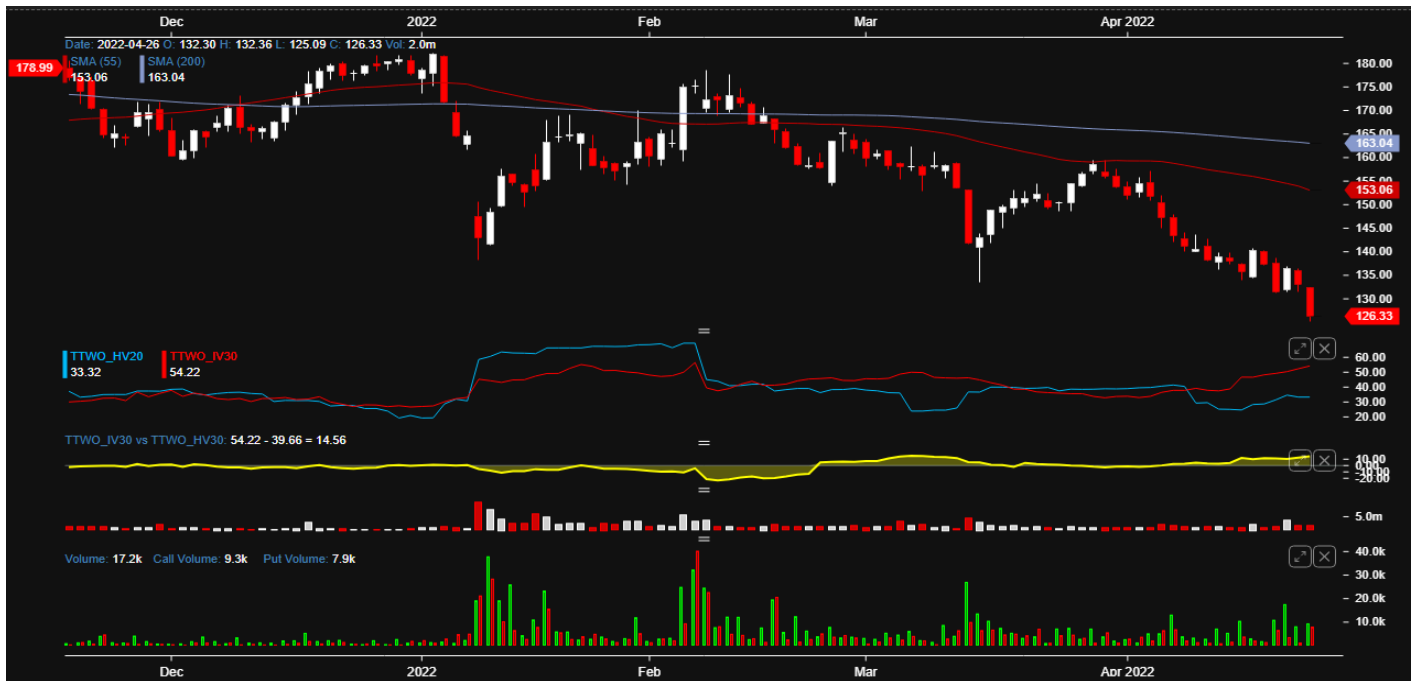 Dec 2022 Feb Mar Apr 2022
Date: 2022-04-26 O: 132.30 H: 132.36 L: 125.09 C: 126.33 Vol: 2.0m
SMA (55) SMA (200)
153.06 163.04
178.99
180.00
175.00
170.00
165.00
163.04
160.00
155.00
153.06
150.00
145.00
140.00
135.00
130.00
126.33
TTWO_HV20 TTWO_IV30
33.32 54.22
60.00
50.00
40.00
30.00
20.00
TTWO_IV30 vs TTWO_HV30: 54.22 - 39.66 = 14.56
10.00
0.00
-10.00
-20.00
5.0m
Volume: 17.2k Call Volume: 9.3k Put Volume: 7.9k
40.0k
30.0k
20.0k
10.0k
Dec 2022 Feb Mar Apr 2022